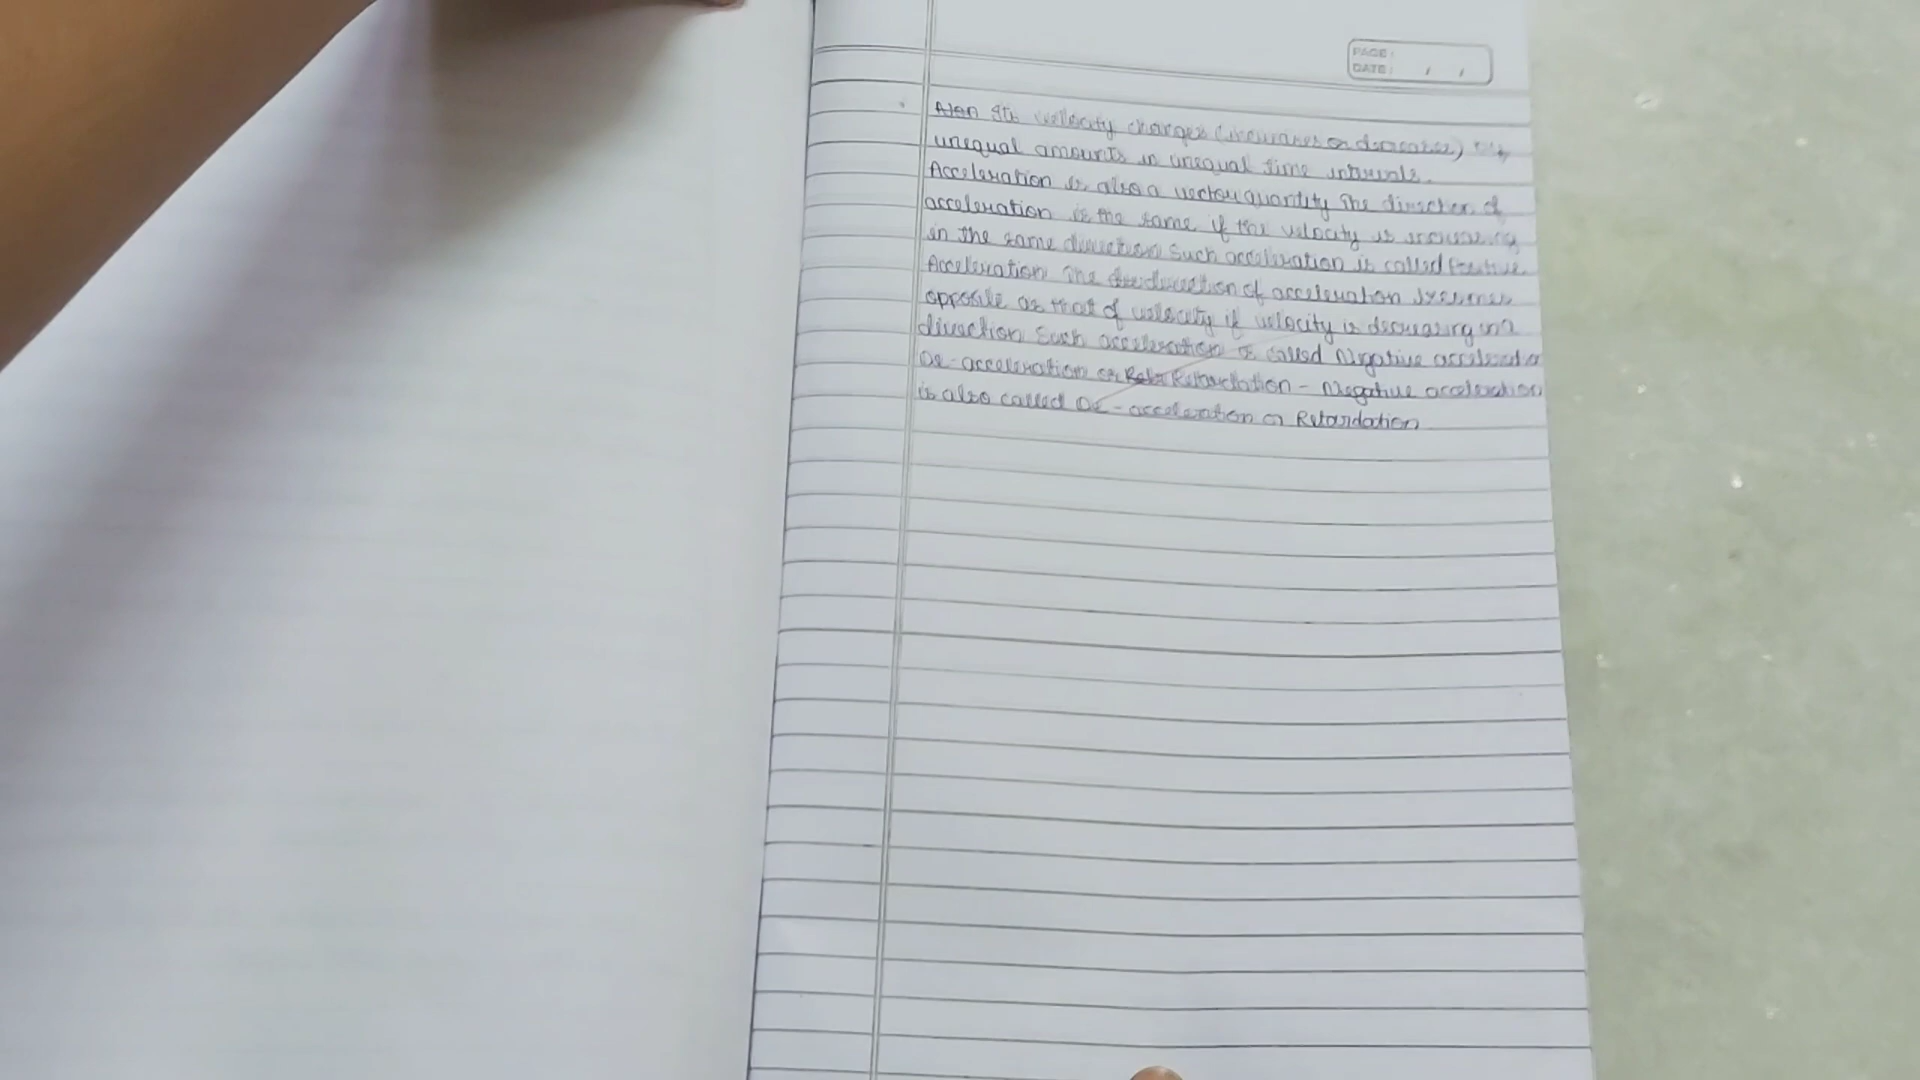 PAGE:
DATE: / /
Its velocity changes (increases or decreases) by
unequal amounts in unequal time intervals.
Acceleration is also a vector quantity The direction of
acceleration is the same if the velocity is increasing
in the same direction Such acceleration is called Positive
Acceleration The direction of acceleration
opposite as that of velocity if velocity is decreasing in
direction Such acceleration is called Negative
De-acceleration or Retardation - Negative acceleration
is also called De-acceleration or Retardation